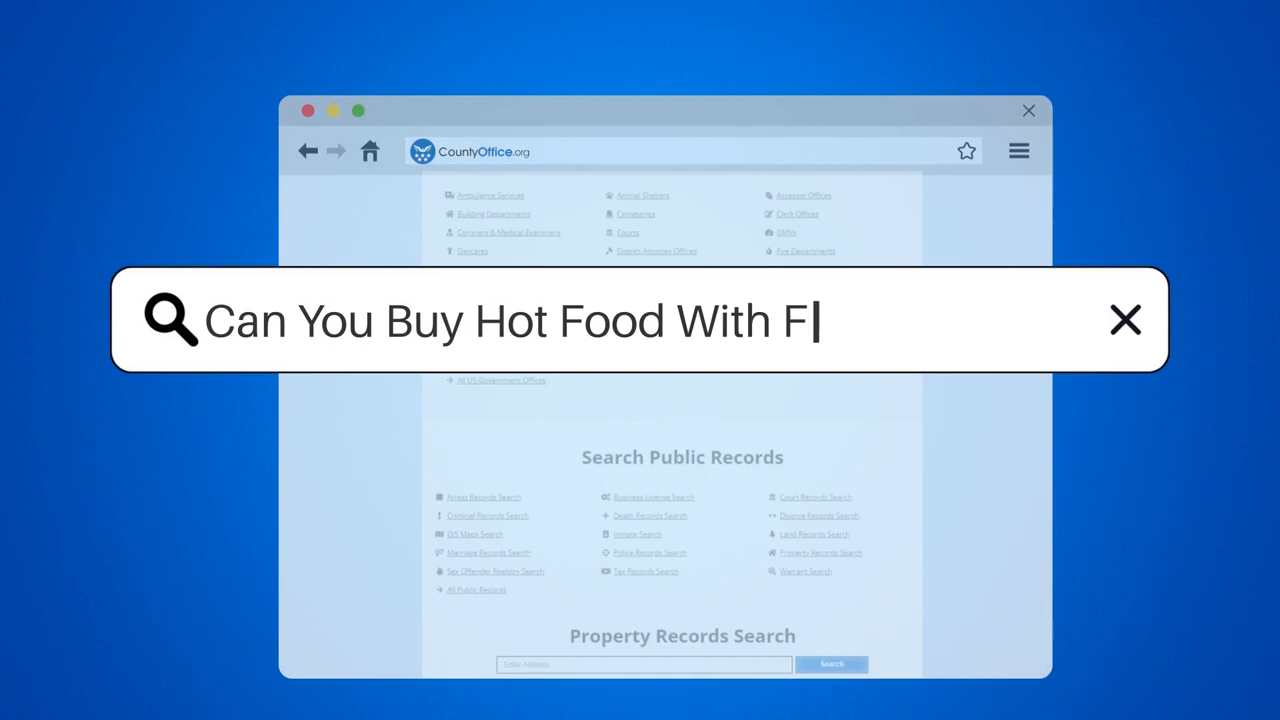 CountyOffice.org
Ambulance Services Animal Shelters Assessor Offices
Building Departments Cemeteries Clerk Offices
Coroners & Medical Examiners Courts DMVs
Daycares District Attorney Offices Fire Departments
Can You Buy Hot Food With F
All US Government Offices
Search Public Records
Arrest Records Search Business License Search Court Records Search
Criminal Records Search Death Records Search Divorce Records Search
GIS Maps Search Inmate Search Land Records Search
Marriage Records Search Police Records Search Property Records Search
Sex Offender Registry Search Tax Records Search Warrant Search
All Public Records
Property Records Search
Enter Address Search